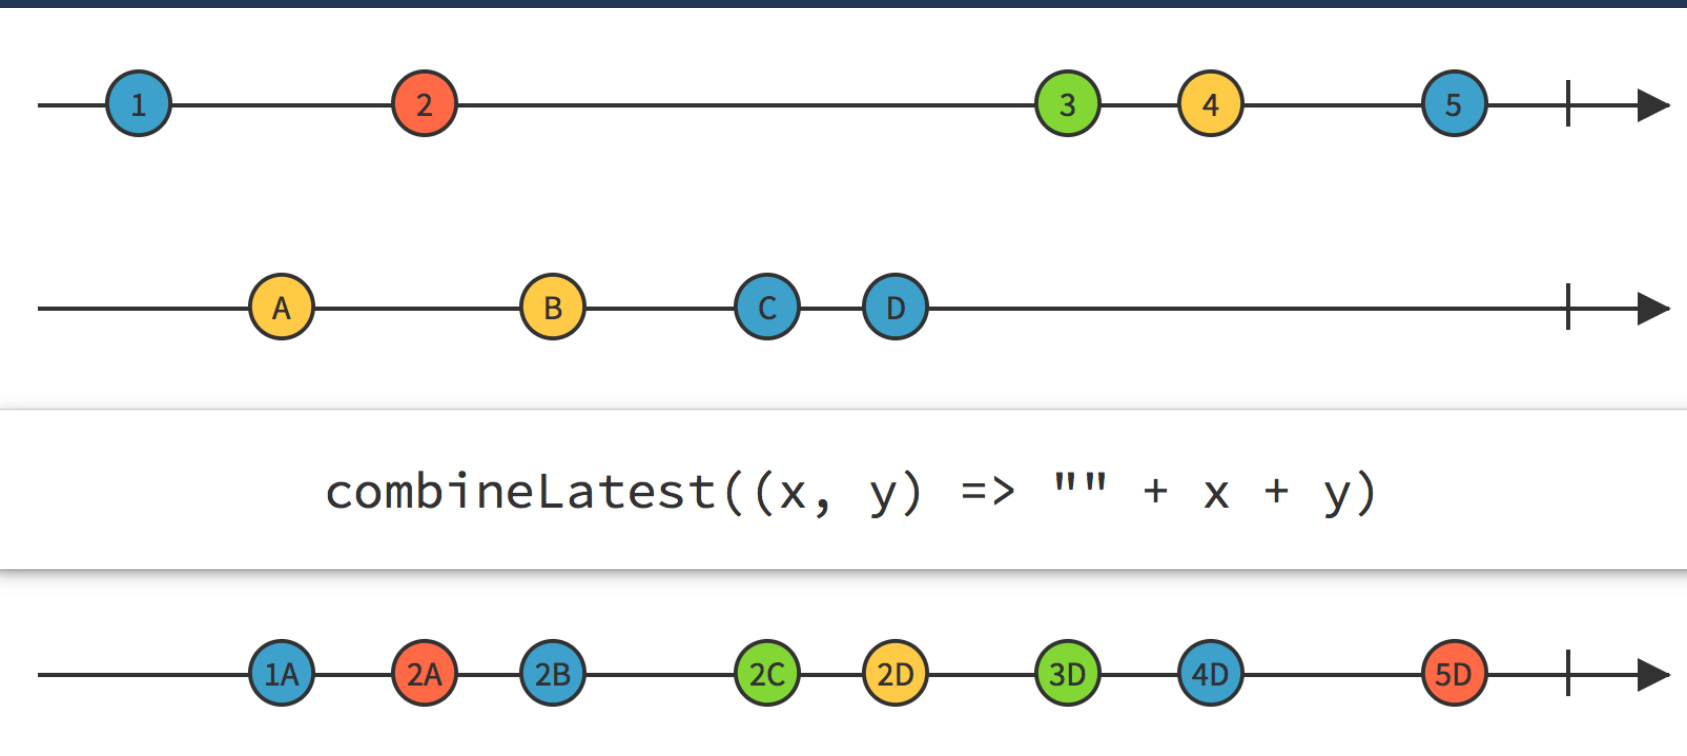 1 2 3 4 5
A B C D
combineLatest((x, y) => "" + x + y)
1A 2A 2B 2C 2D 3D 4D 5D